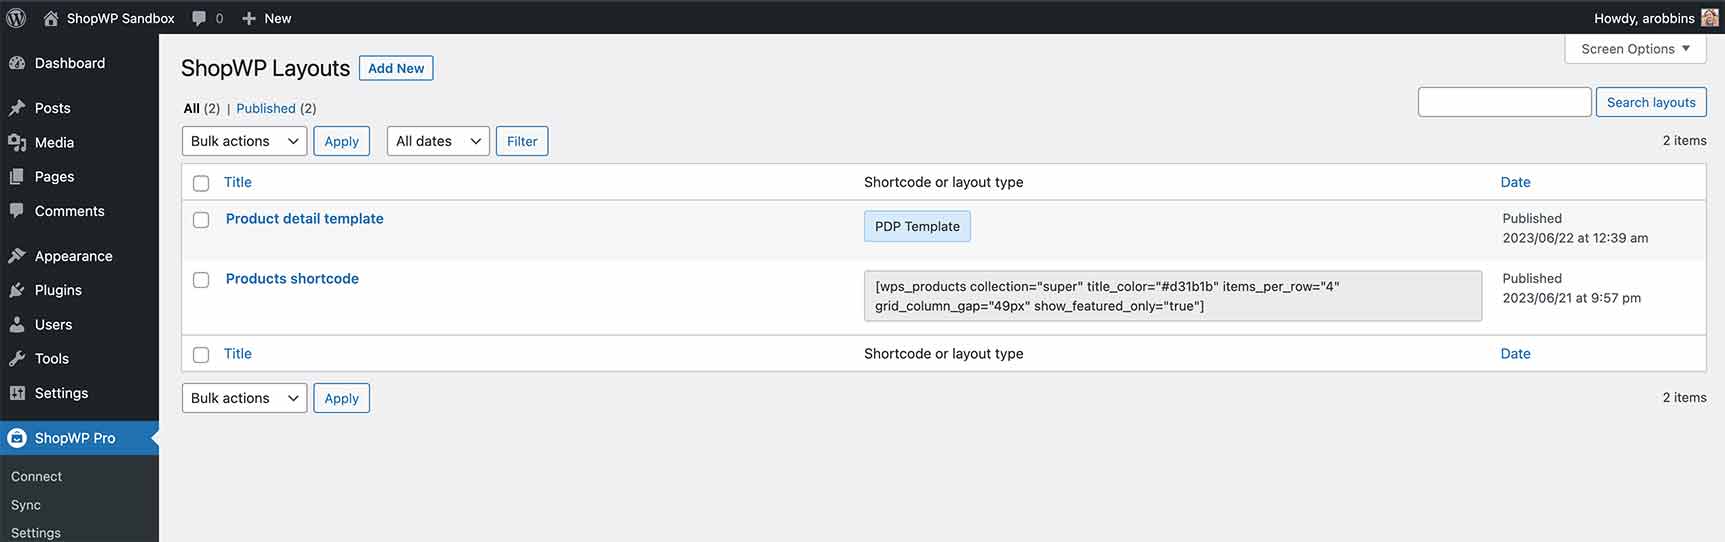 ShopWP Sandbox 0 New Howdy, arobbins
Screen Options
Dashboard
Posts
Media
Pages
Comments
Appearance
Plugins
Users
Tools
Settings
ShopWP Pro
Connect
Sync
Settings
ShopWP Layouts Add New
All (2) | Published (2)
Search layouts
Bulk actions Apply All dates Filter 2 items
Title Shortcode or layout type Date
Product detail template PDP Template Published
2023/06/22 at 12:39 am
Products shortcode [wps_products collection="super" title_color="#d31b1b" items_per_row="4" Published
grid_column_gap="49px" show_featured_only="true"] 2023/06/21 at 9:57 pm
Title Shortcode or layout type Date
Bulk actions Apply 2 items